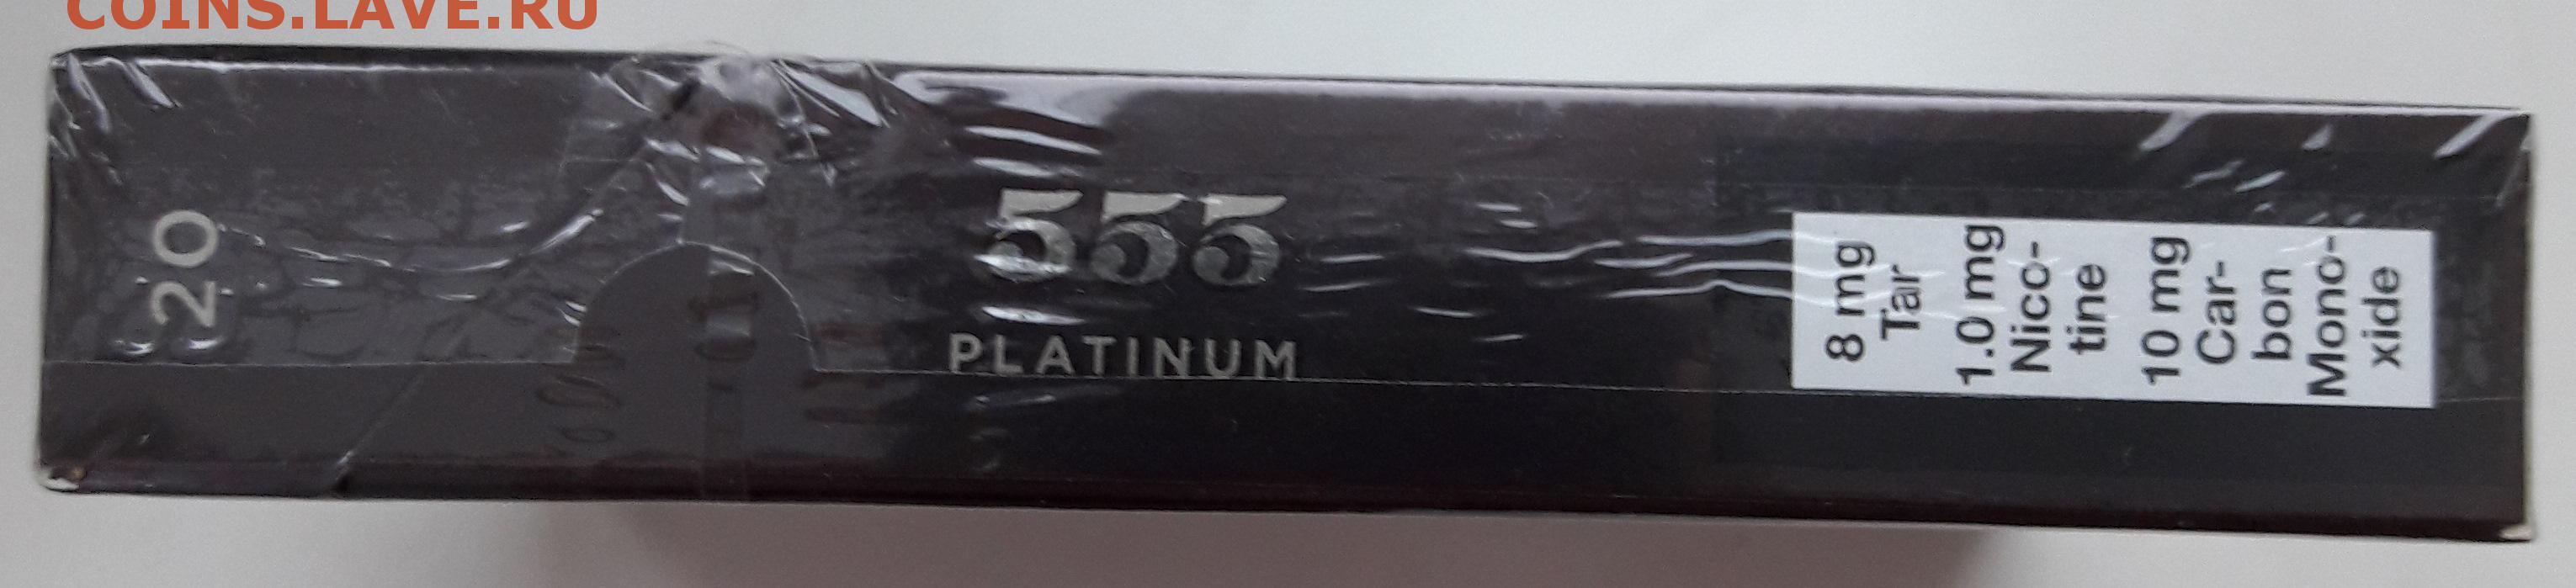 COINS.LAVE.RU
20
555
PLATINUM
8 mg
Tar
1.0 mg
Nico-
tine
10 mg
Car-
bon
Mono-
xide